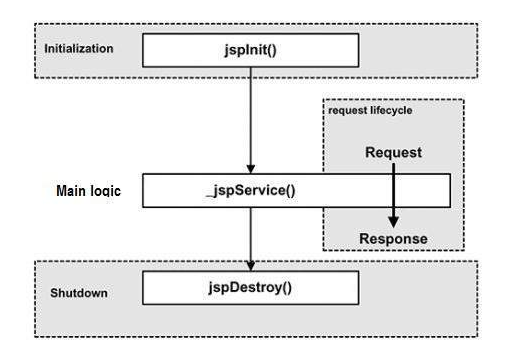 Initialization
jspInit()
request lifecycle
Request
Main logic
_jspService()
Response
Shutdown
jspDestroy()